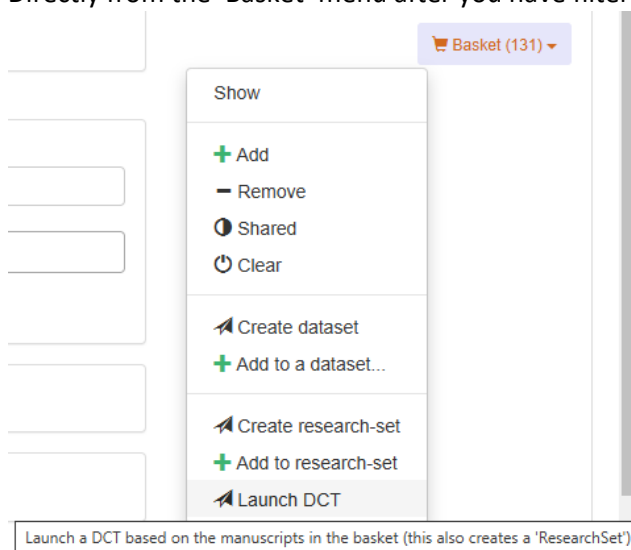 Directly from the 'Basket' menu after you have filter
Basket (131)
Show
Add
Remove
Shared
Clear
Create dataset
Add to a dataset...
Create research-set
Add to research-set
Launch DCT
Launch a DCT based on the manuscripts in the basket (this also creates a 'ResearchSet')